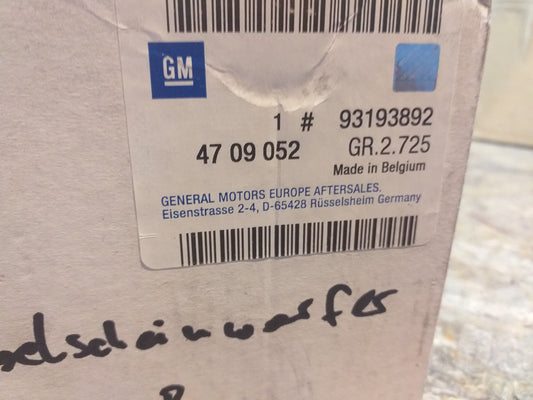 GM
1 # 93193892
47 09 052 GR.2.725
Made in Belgium
GENERAL MOTORS EUROPE AFTERSALES.
Eisenstrasse 2-4, D-65428 Rüsselsheim Germany